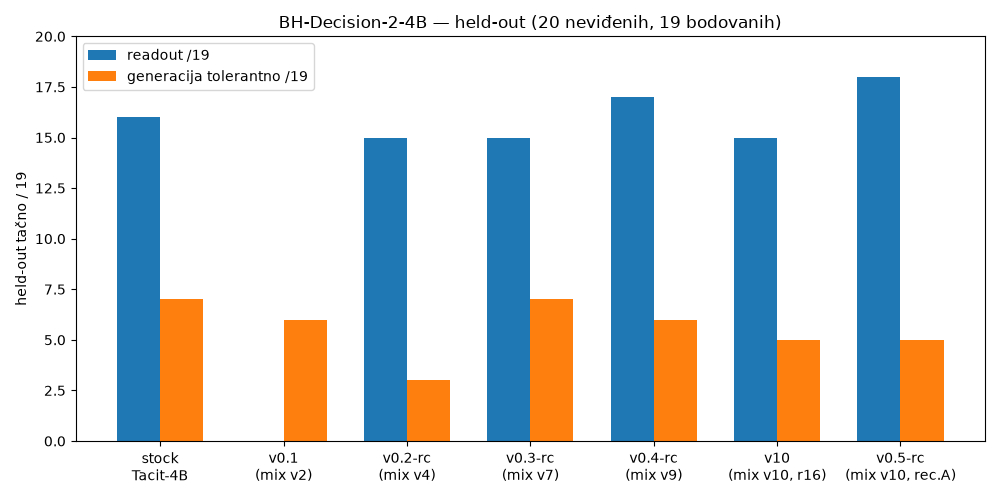 BH-Decision-2-4B — held-out (20 neviđenih, 19 bodovanih)
readout /19
generacija tolerantno /19
held-out tačno / 19
20.0
17.5
15.0
12.5
10.0
7.5
5.0
2.5
0.0
stock
Tacit-4B
v0.1
(mix v2)
v0.2-rc
(mix v4)
v0.3-rc
(mix v7)
v0.4-rc
(mix v9)
v10
(mix v10, r16)
v0.5-rc
(mix v10, rec.A)